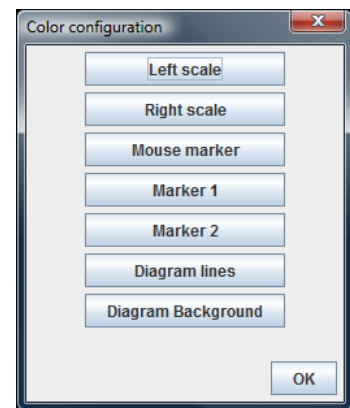 Color configuration
Left scale
Right scale
Mouse marker
Marker 1
Marker 2
Diagram lines
Diagram Background
OK